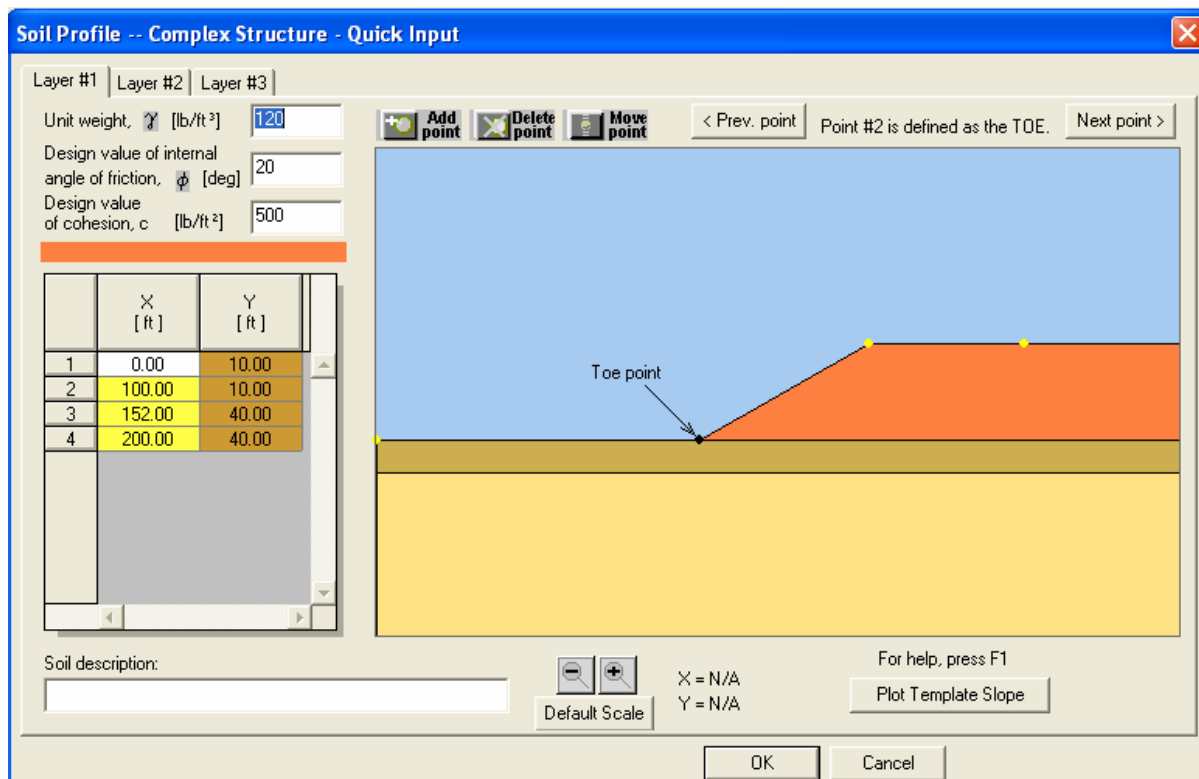 Soil Profile -- Complex Structure - Quick Input
Layer #1 Layer #2 Layer #3
Unit weight, γ [lb/ft³] 120
Design value of internal
angle of friction, ϕ [deg] 20
Design value
of cohesion, c [lb/ft²] 500
Add point Delete point Move point < Prev. point Point #2 is defined as the TOE. Next point >
X [ ft ] Y [ ft ]
1 0.00 10.00
2 100.00 10.00
3 152.00 40.00
4 200.00 40.00
Toe point
Soil description:
Default Scale
X = N/A
Y = N/A
For help, press F1
Plot Template Slope
OK Cancel